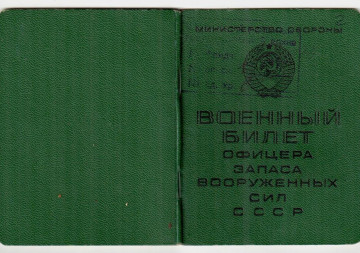 МИНИСТЕРСТВО ОБОРОНЫ
ВОЕННЫЙ
БИЛЕТ
ОФИЦЕРА
ЗАПАСА
ВООРУЖЕННЫХ
СИЛ
СССР